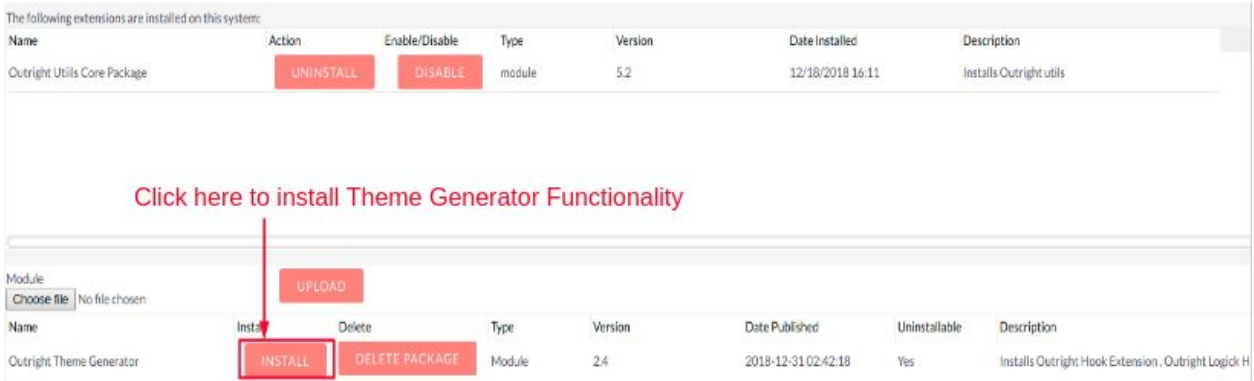 The following extensions are installed on this system:
Name Action Enable/Disable Type Version Date Installed Description
Outright Utiils Core Package UNINSTALL DISABLE module 5.2 12/18/2018 16:11 Installs Outright utils
Click here to install Theme Generator Functionality
Module
UPLOAD
Choose file No file chosen
Name Install Delete Type Version Date Published Uninstallable Description
Outright Theme Generator INSTALL DELETE PACKAGE Module 2.4 2018-12-31 02:42:18 Yes Installs Outright Hook Extension , Outright Logick H